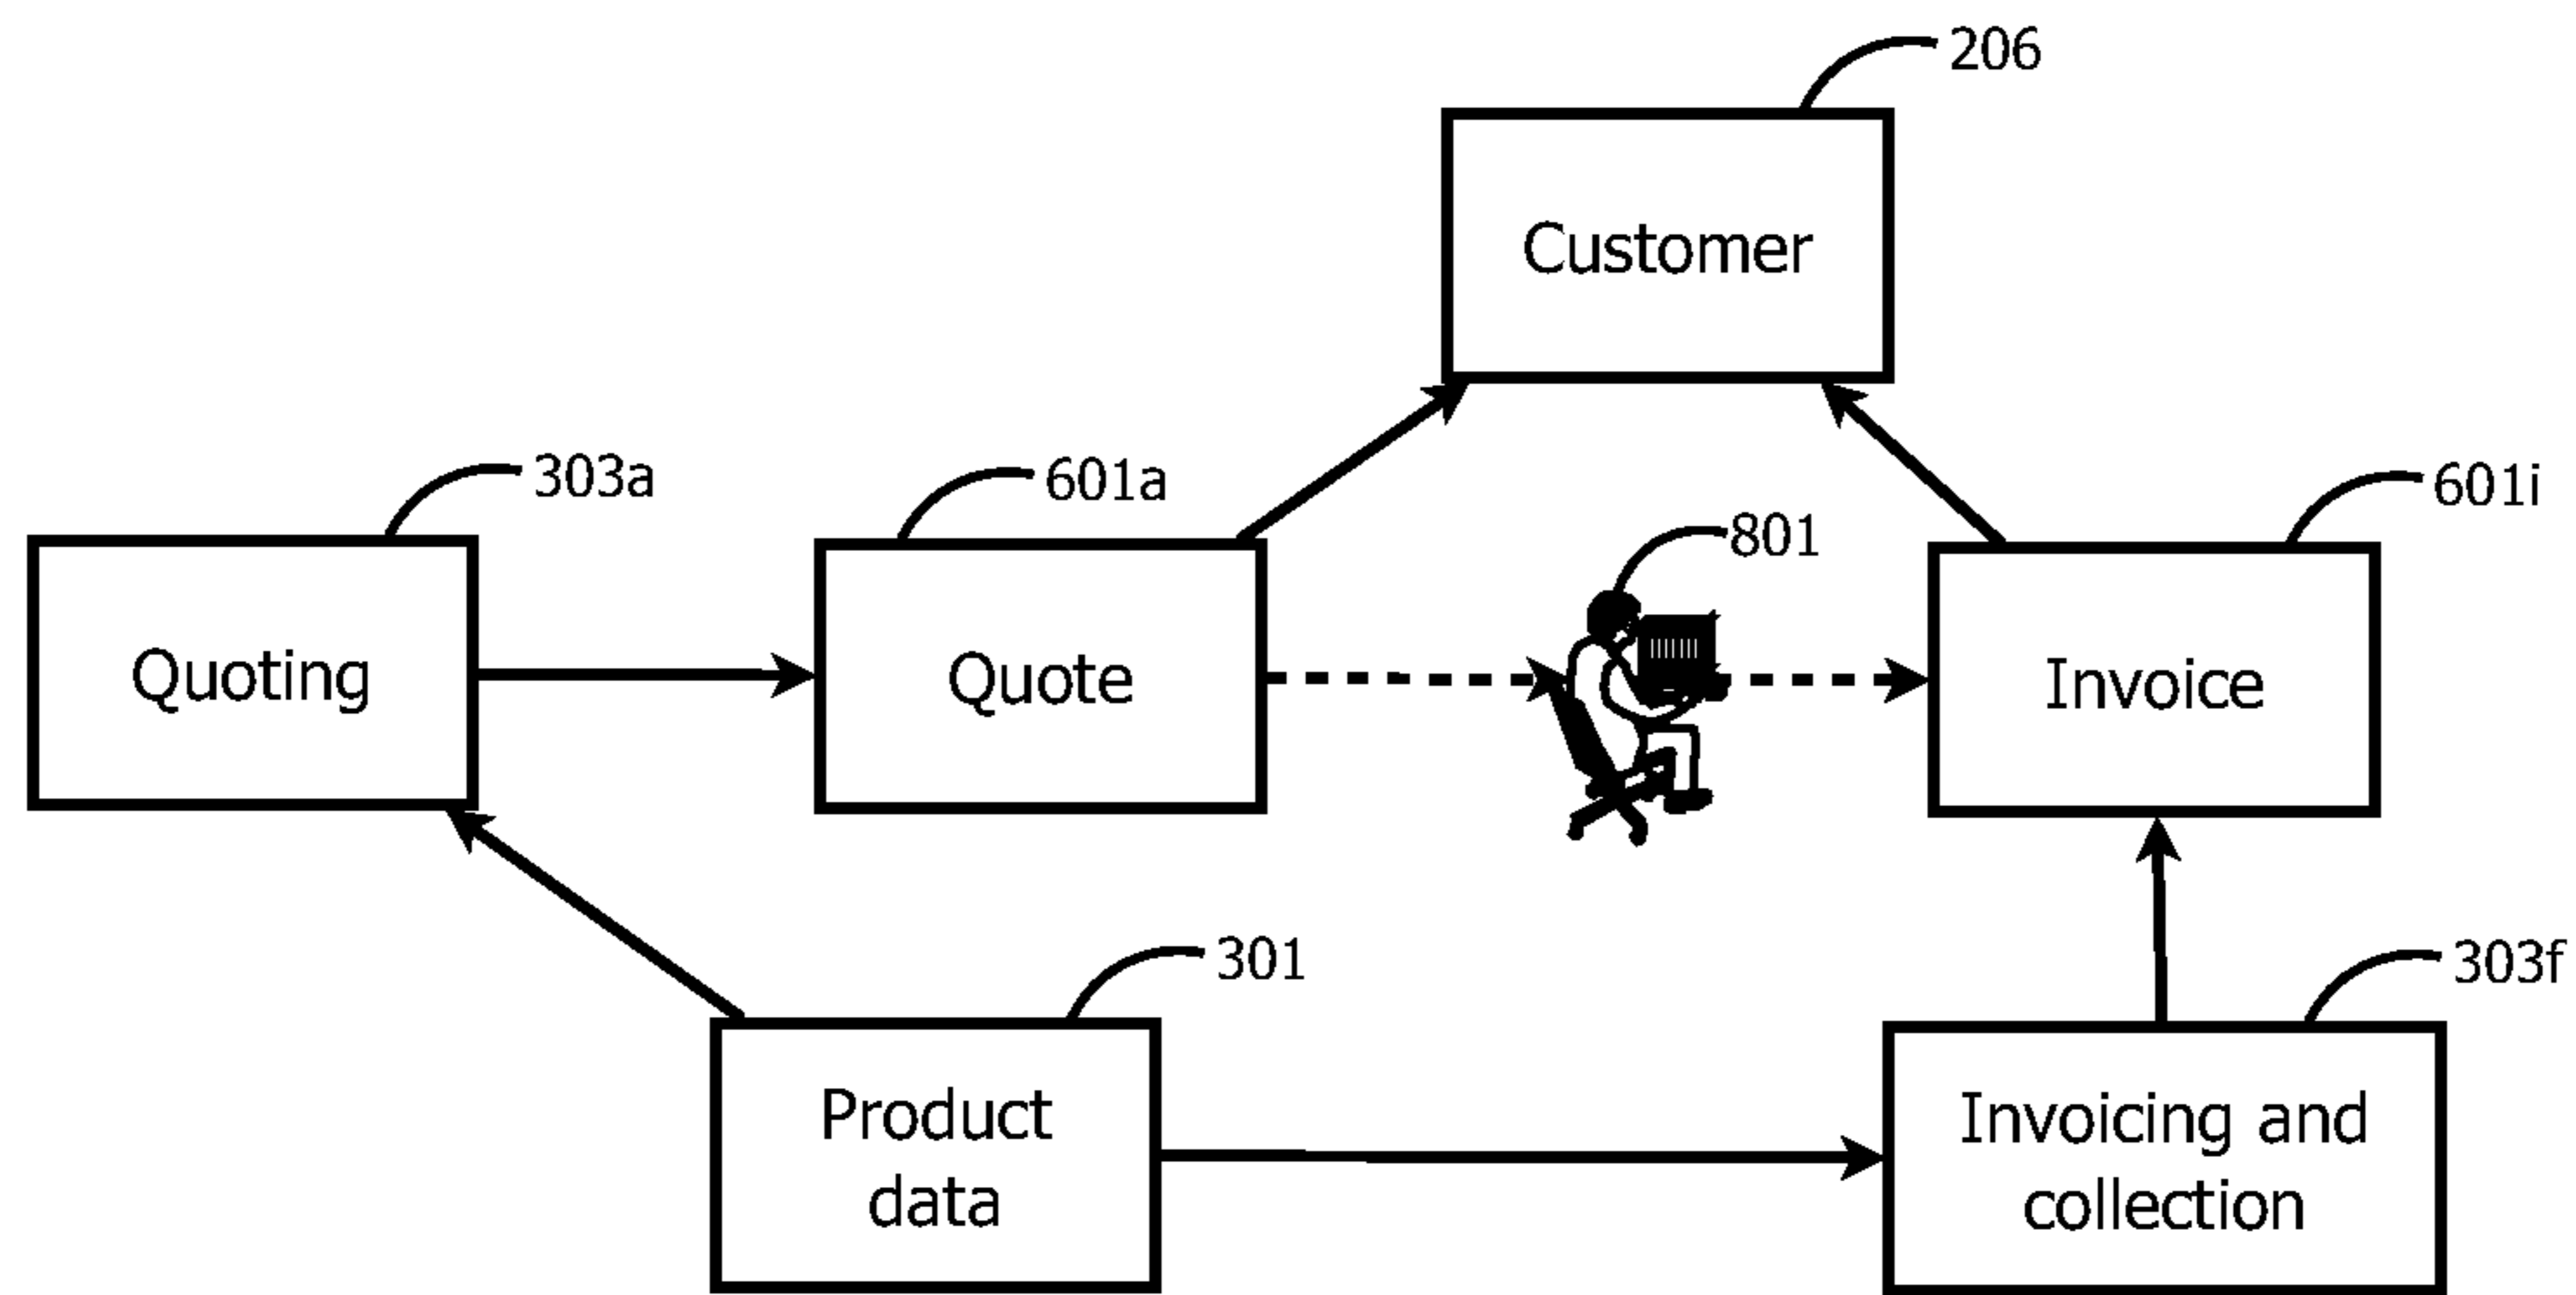 206
Customer
303a
601a
801
601i
Quoting
Quote
Invoice
301
303f
Product
data
Invoicing and
collection